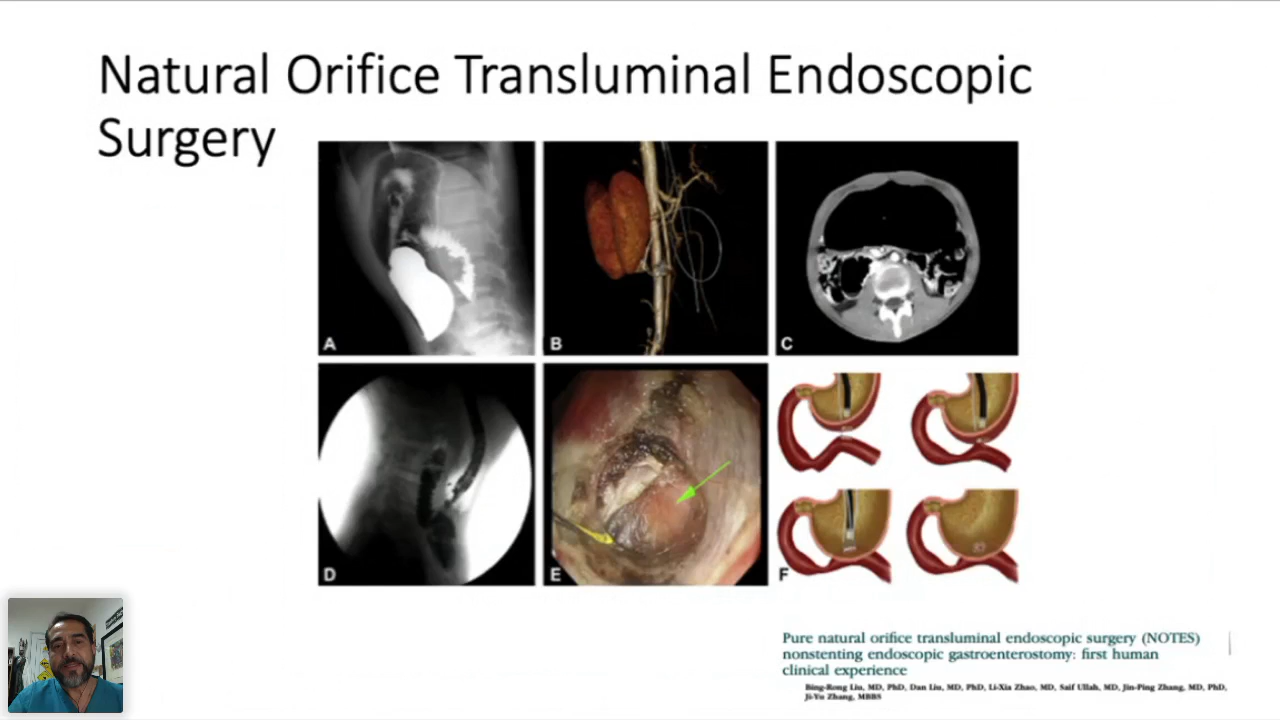 Natural Orifice Transluminal Endoscopic
Surgery
A
B
C
D
E
F
Pure natural orifice transluminal endoscopic surgery (NOTES)
nonstenting endoscopic gastroenterostomy: first human
clinical experience
Bing-Rong Liu, MD, PhD, Dan Liu, MD, PhD, Li-Xia Zhao, MD, Saif Ullah, MD, Jin-Ping Zhang, MD, PhD,
Ji-Yu Zhang, MBBS